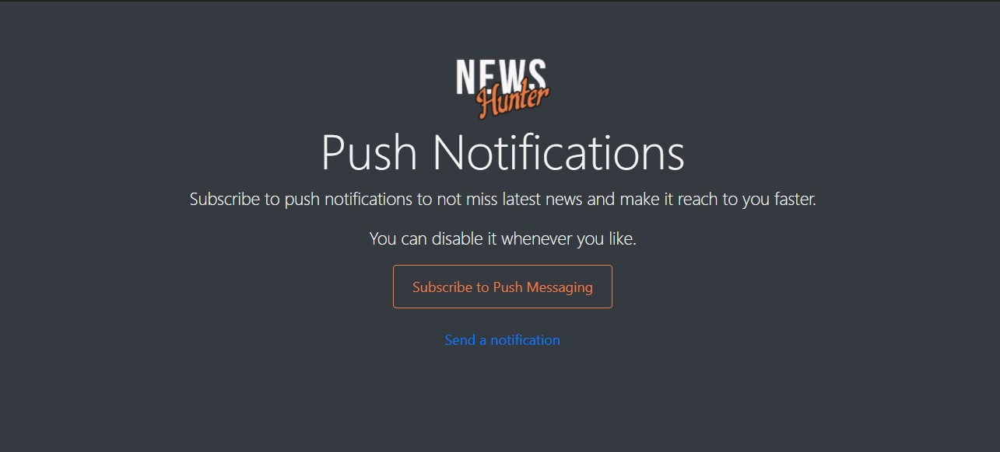 NEWS
Hunter
Push Notifications
Subscribe to push notifications to not miss latest news and make it reach to you faster.
You can disable it whenever you like.
Subscribe to Push Messaging
Send a notification